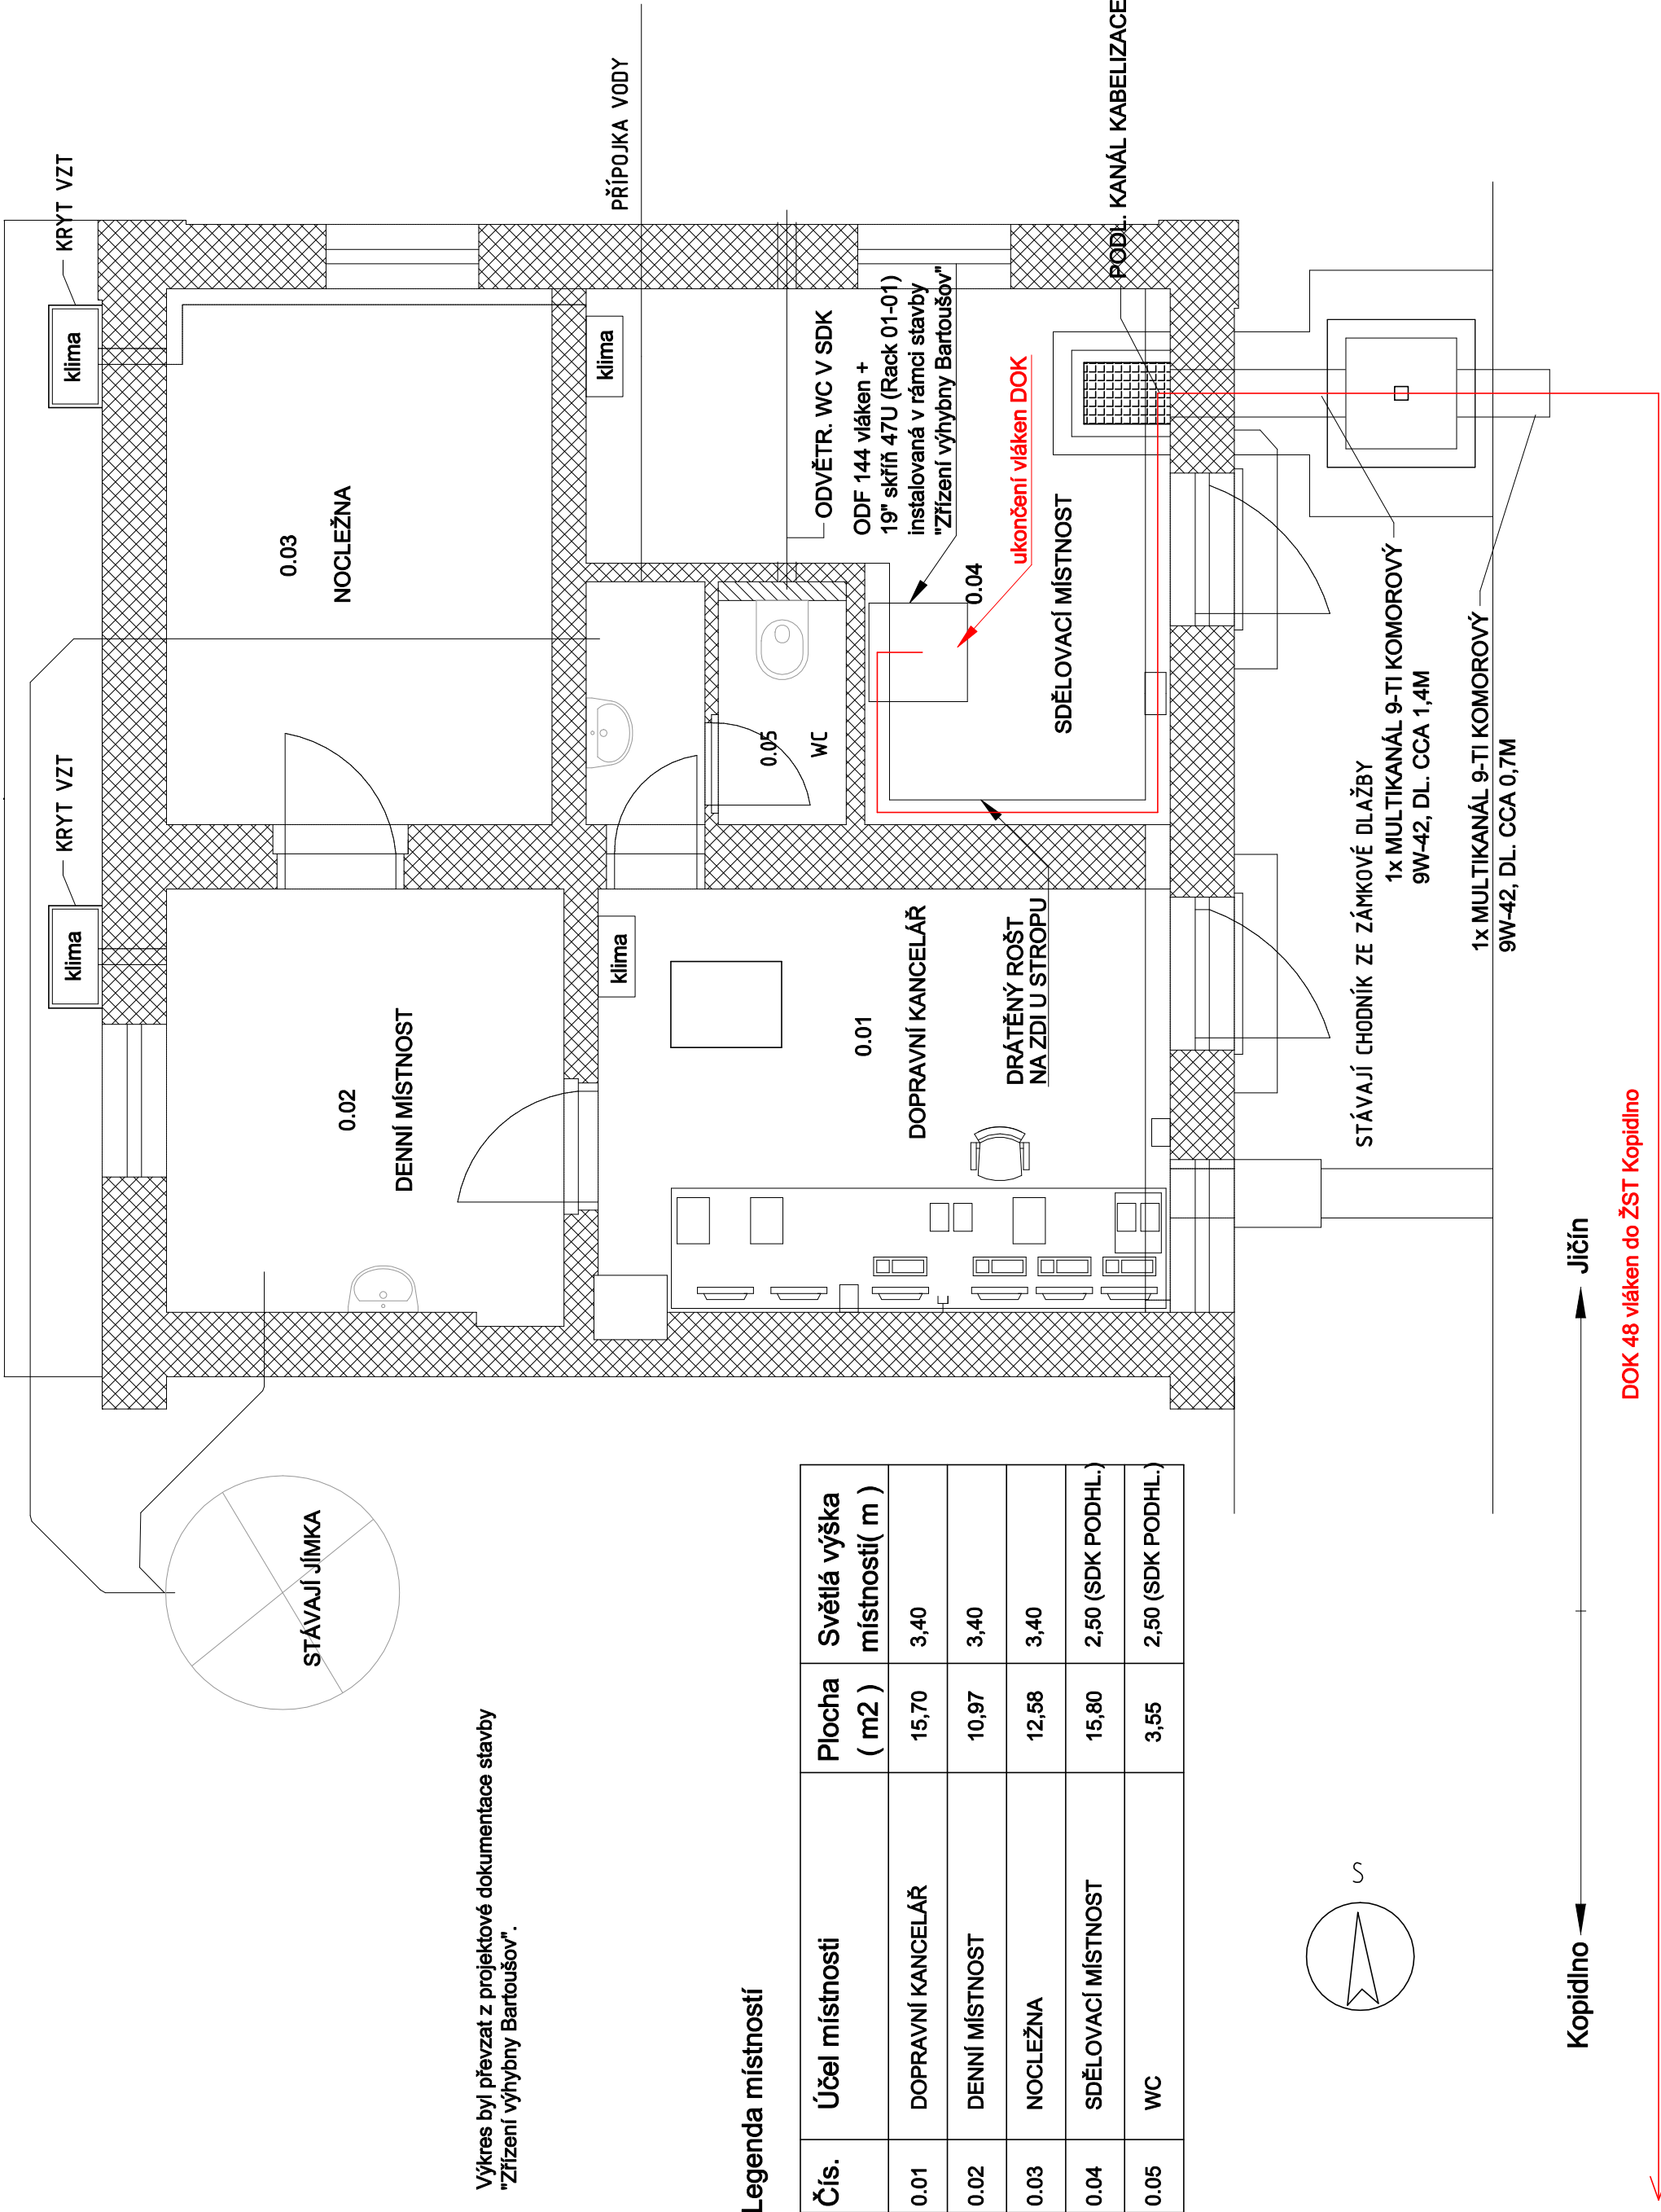 KRYT VZT
klima
KRYT VZT
klima
PŘÍPOJKA VODY
PODL. KANÁL KABELIZACE
0.03
NOCLEŽNA
klima
ODVĚTR. WC V SDK
ODF 144 vláken +
19" skříň 47U (Rack 01-01)
instalovaná v rámci stavby
"Zřízení výhybny Bartoušov"
ukončení vláken DOK
0.04
SDĚLOVACÍ MÍSTNOST
0.05
WC
0.02
DENNÍ MÍSTNOST
klima
0.01
DOPRAVNÍ KANCELÁŘ
DRÁTĚNÝ ROŠT
NA ZDI U STROPU
STÁVAJÍ CHODNÍK ZE ZÁMKOVÉ DLAŽBY
1x MULTIKANÁL 9-TI KOMOROVÝ
9W-42, DL. CCA 1,4M
1x MULTIKANÁL 9-TI KOMOROVÝ
9W-42, DL. CCA 0,7M
STÁVAJÍ JÍMKA
Výkres byl převzat z projektové dokumentace stavby
"Zřízení výhybny Bartoušov".
Legenda místností
Čís. Účel místnosti Plocha ( m2 ) Světlá výška místnosti( m )
0.01 DOPRAVNÍ KANCELÁŘ 15,70 3,40
0.02 DENNÍ MÍSTNOST 10,97 3,40
0.03 NOCLEŽNA 12,58 3,40
0.04 SDĚLOVACÍ MÍSTNOST 15,80 2,50 (SDK PODHL.)
0.05 WC 3,55 2,50 (SDK PODHL.)
S
Kopidlno
Jičín
DOK 48 vláken do ŽST Kopidlno